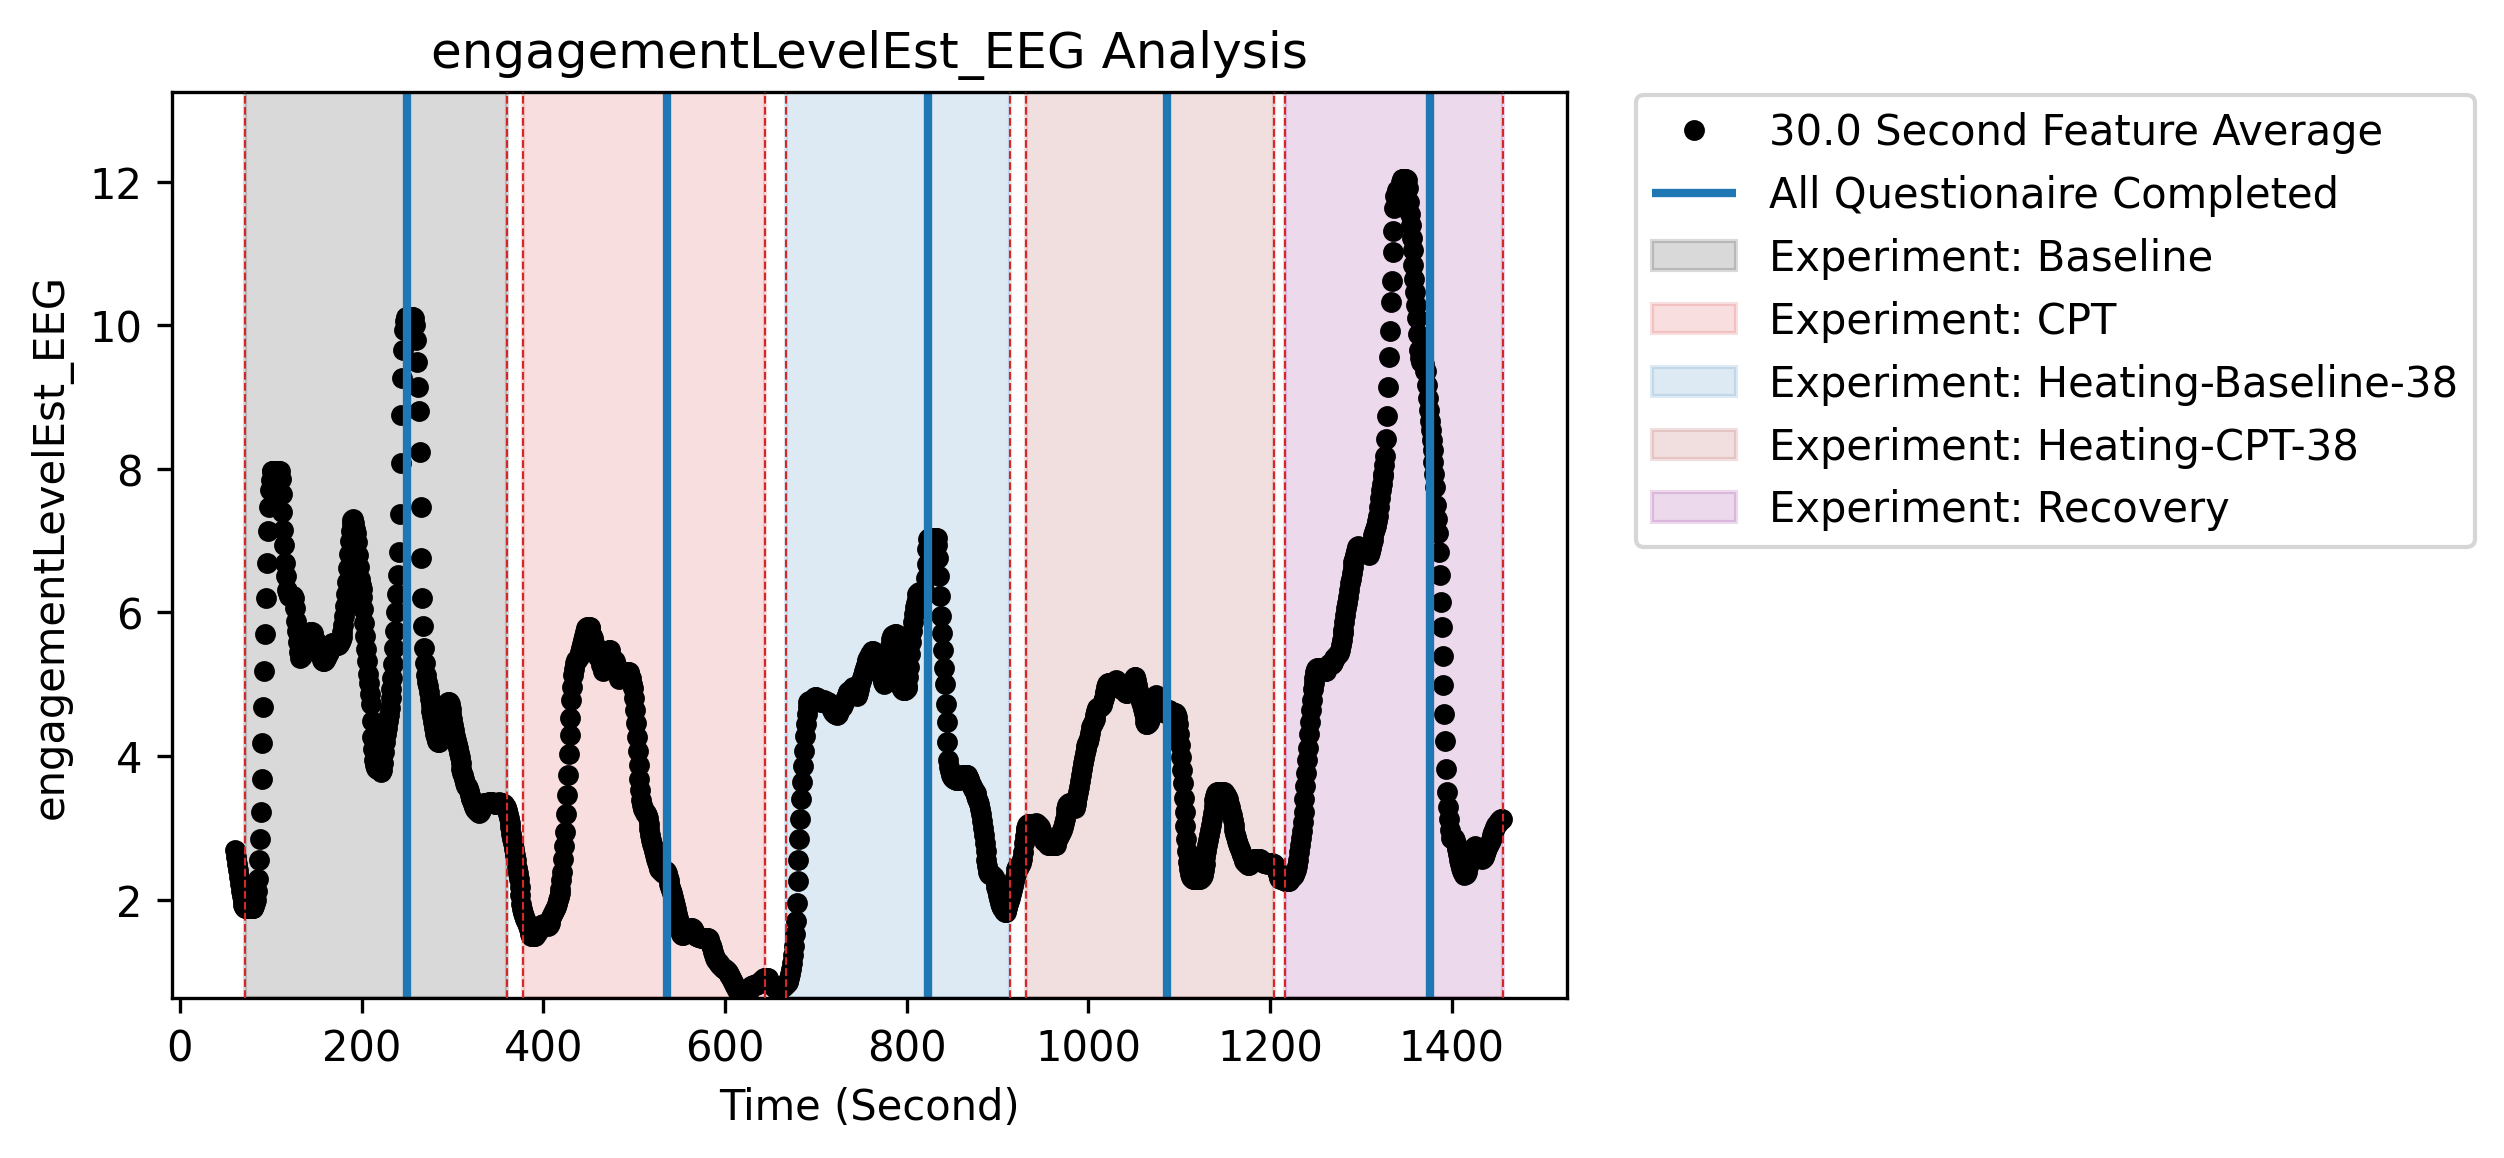 engagementLevelEst_EEG Analysis
engagementLevelEst_EEG
12
10
8
6
4
2
0
200
400
600
800
1000
1200
1400
Time (Second)
30.0 Second Feature Average
All Questionaire Completed
Experiment: Baseline
Experiment: CPT
Experiment: Heating-Baseline-38
Experiment: Heating-CPT-38
Experiment: Recovery